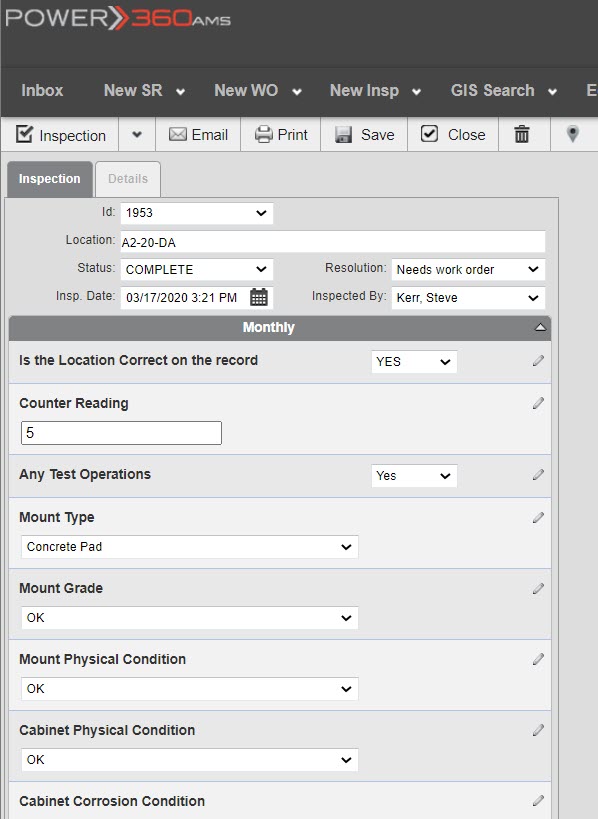 POWER 360 AMS
Inbox New SR New WO New Insp GIS Search E
Inspection Email Print Save Close
Inspection Details
Id: 1953
Location: A2-20-DA
Status: COMPLETE Resolution: Needs work order
Insp. Date: 03/17/2020 3:21 PM Inspected By: Kerr, Steve
Monthly
Is the Location Correct on the record YES
Counter Reading
5
Any Test Operations Yes
Mount Type
Concrete Pad
Mount Grade
OK
Mount Physical Condition
OK
Cabinet Physical Condition
OK
Cabinet Corrosion Condition